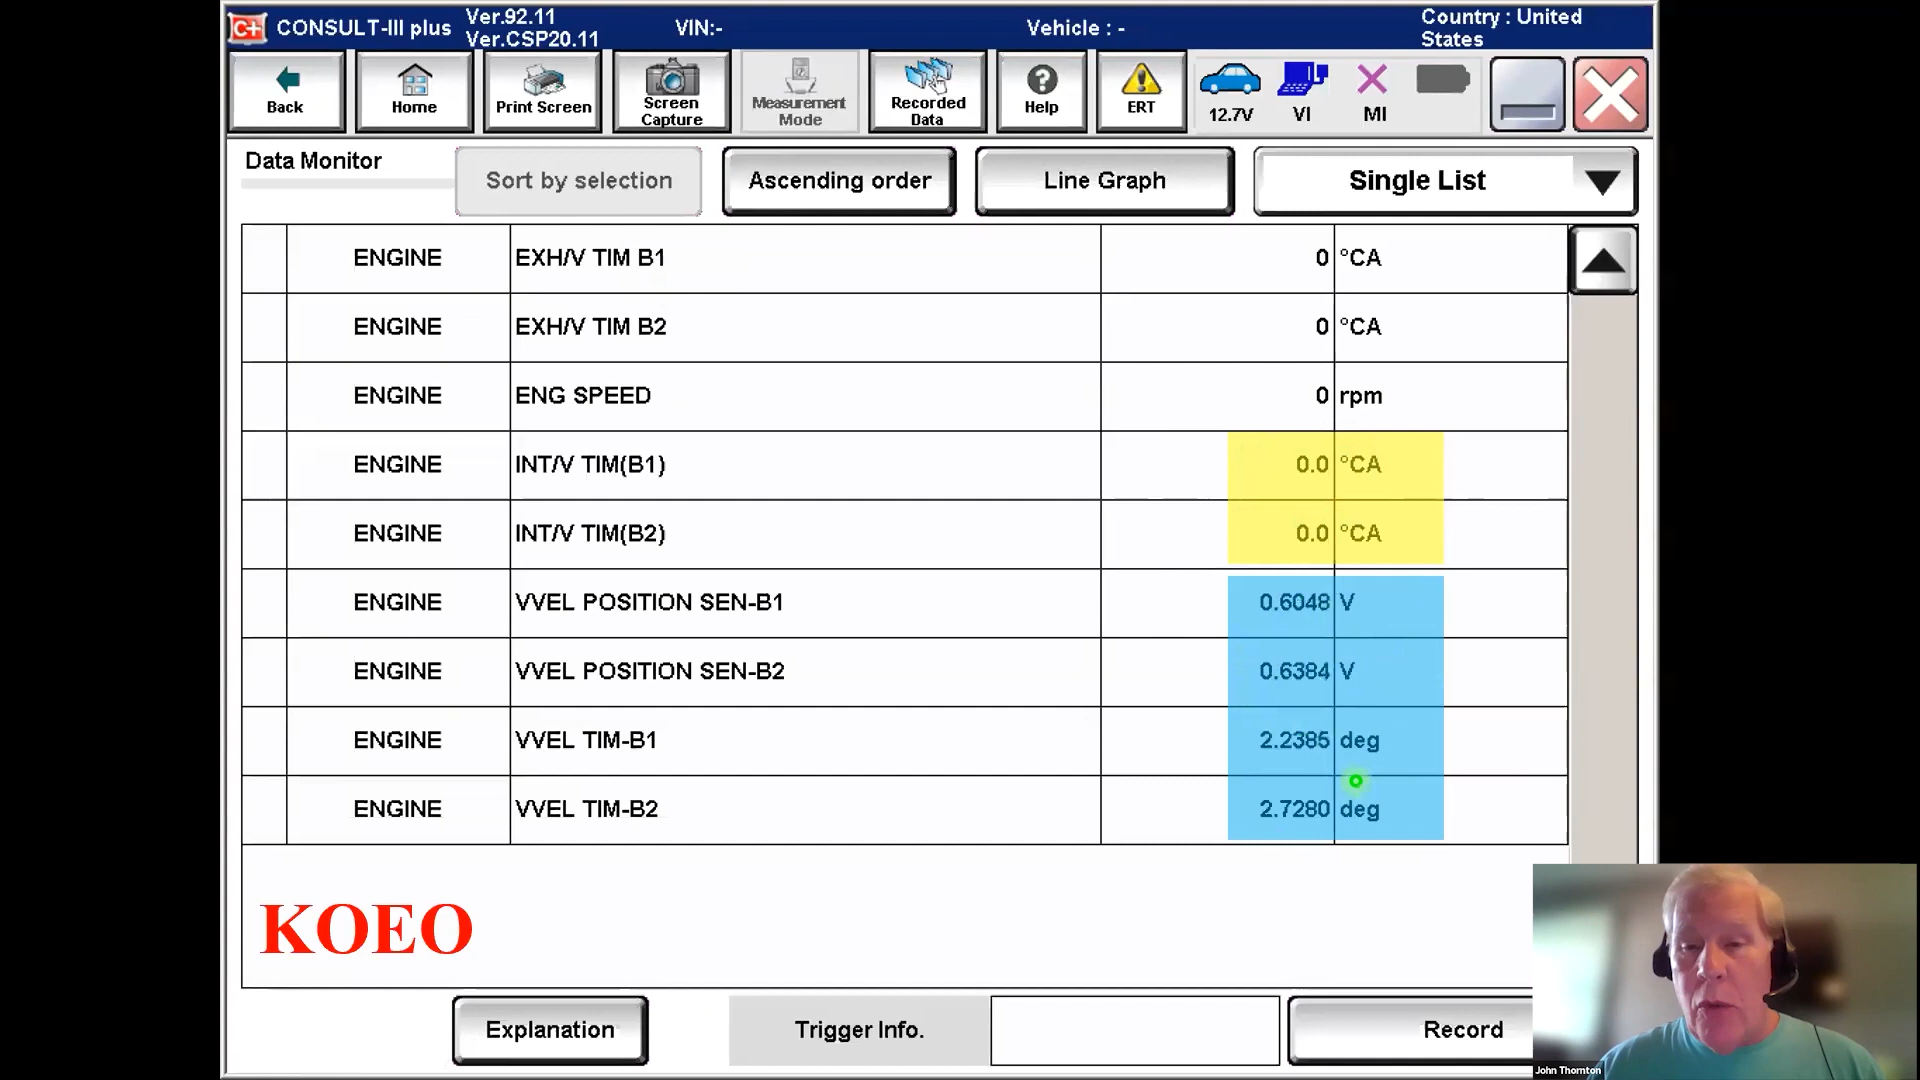 C+ CONSULT-III plus Ver.92.11 VIN:- Vehicle : - Country : United
Ver.CSP20.11 States
Back Home Print Screen Screen Capture Measurement Mode Recorded Data Help ERT 12.7V VI MI
Data Monitor Sort by selection Ascending order Line Graph Single List
ENGINE EXH/V TIM B1 0 °CA
ENGINE EXH/V TIM B2 0 °CA
ENGINE ENG SPEED 0 rpm
ENGINE INT/V TIM(B1) 0.0 °CA
ENGINE INT/V TIM(B2) 0.0 °CA
ENGINE VVEL POSITION SEN-B1 0.6048 V
ENGINE VVEL POSITION SEN-B2 0.6384 V
ENGINE VVEL TIM-B1 2.2385 deg
ENGINE VVEL TIM-B2 2.7280 deg
KOEO
Explanation Trigger Info. Record
John Thornton